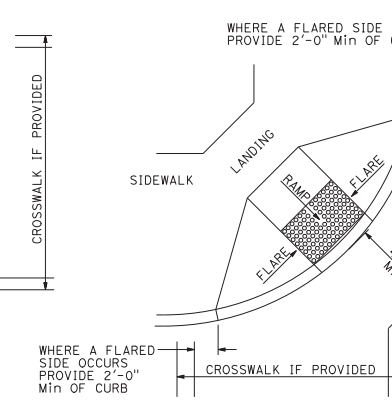 WHERE A FLARED SIDE
PROVIDE 2'-0" Min OF
CROSSWALK IF PROVIDED
SIDEWALK
LANDING
RAMP
FLARE
FLARE
WHERE A FLARED
SIDE OCCURS
PROVIDE 2'-0"
Min OF CURB
CROSSWALK IF PROVIDED